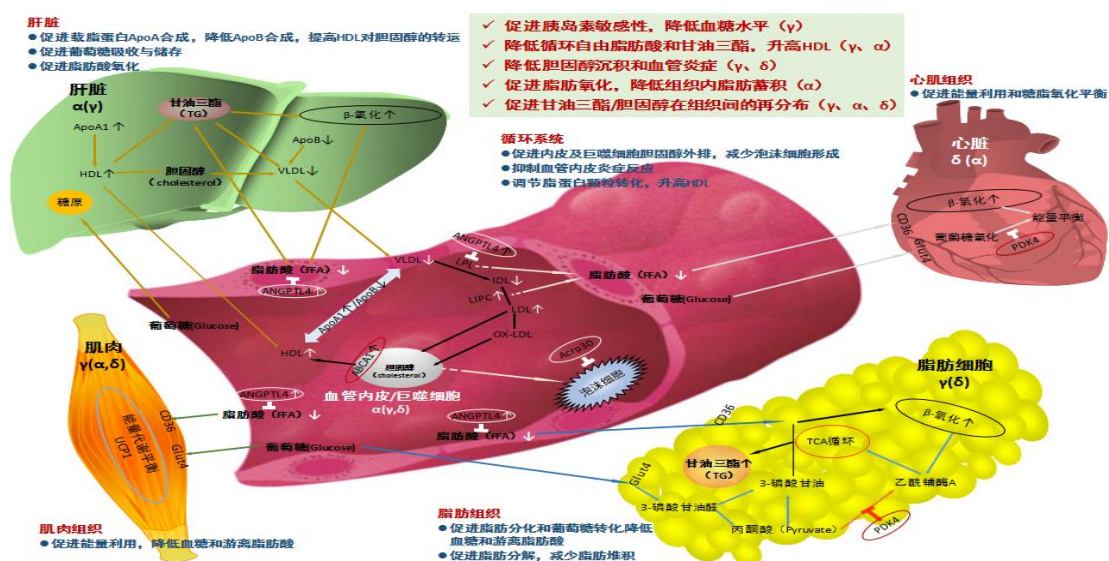 肝脏
●促进载脂蛋白ApoA合成，降低ApoB合成，提高HDL对胆固醇的转运
●促进葡萄糖吸收与储存
●促进脂肪酸氧化
✓ 促进胰岛素敏感性，降低血糖水平（γ）
✓ 降低循环自由脂肪酸和甘油三酯，升高HDL（γ、α）
✓ 降低胆固醇沉积和血管炎症（γ、δ）
✓ 促进脂肪氧化，降低组织内脂肪蓄积（α）
✓ 促进甘油三酯/胆固醇在组织间的再分布（γ、α、δ）
心肌组织
●促进能量利用和糖脂氧化平衡
肝脏
α(γ)
甘油三酯
（TG）
β-氧化↑
ApoA1↑
ApoB↓
HDL↑
胆固醇
(cholesterol)
VLDL↓
糖原
循环系统
●促进内皮及巨噬细胞胆固醇外排，减少泡沫细胞形成
●抑制血管内皮炎症反应
●调节脂蛋白颗粒转化，升高HDL
心脏
δ(α)
β-氧化↑
能量平衡
葡萄糖氧化
PDK4
CD36
Glut4
ANGPTL4↑
VLDL↓
LPL
脂肪酸（FFA）↓
ANGPTL4↑
IDL↓
脂肪酸（FFA）↓
LIPC↑
葡萄糖(Glucose)
LDL↑
ApoA1↑/ApoB↓
OX-LDL
葡萄糖(Glucose)
HDL↑
ABCA1↑
胆固醇
(cholesterol)
Acrp30
泡沫细胞
血管内皮/巨噬细胞
α(γ,δ)
肌肉
γ(α,δ)
能量代谢平衡
UCP1
CD36
Glut4
ANGPTL4↑
脂肪酸（FFA）↓
ANGPTL4↑
脂肪酸（FFA）↓
葡萄糖(Glucose)
脂肪细胞
γ(δ)
CD36
β-氧化↑
TCA循环
甘油三酯↑
(TG)
Glut4
3-磷酸甘油
乙酰辅酶A
3-磷酸甘油醛
丙酮酸（Pyruvate）
PDK4
肌肉组织
●促进能量利用，降低血糖和游离脂肪酸
脂肪组织
●促进脂肪分化和葡萄糖转化,降低
血糖和游离脂肪酸
●促进脂肪分解，减少脂肪堆积